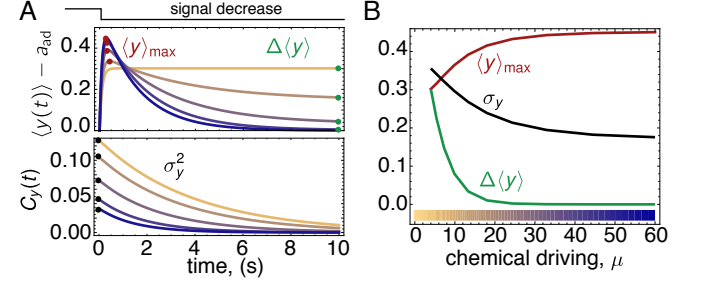 A
signal decrease
⟨y(t)⟩ − a_ad
0.4
0.2
0.0
⟨y⟩max
Δ⟨y⟩
C_y(t)
0.10
0.05
0.00
σ_y^2
0 2 4 6 8 10
time, (s)
B
0.4
0.3
0.2
0.1
0.0
⟨y⟩max
σ_y
Δ⟨y⟩
0 10 20 30 40 50 60
chemical driving, μ